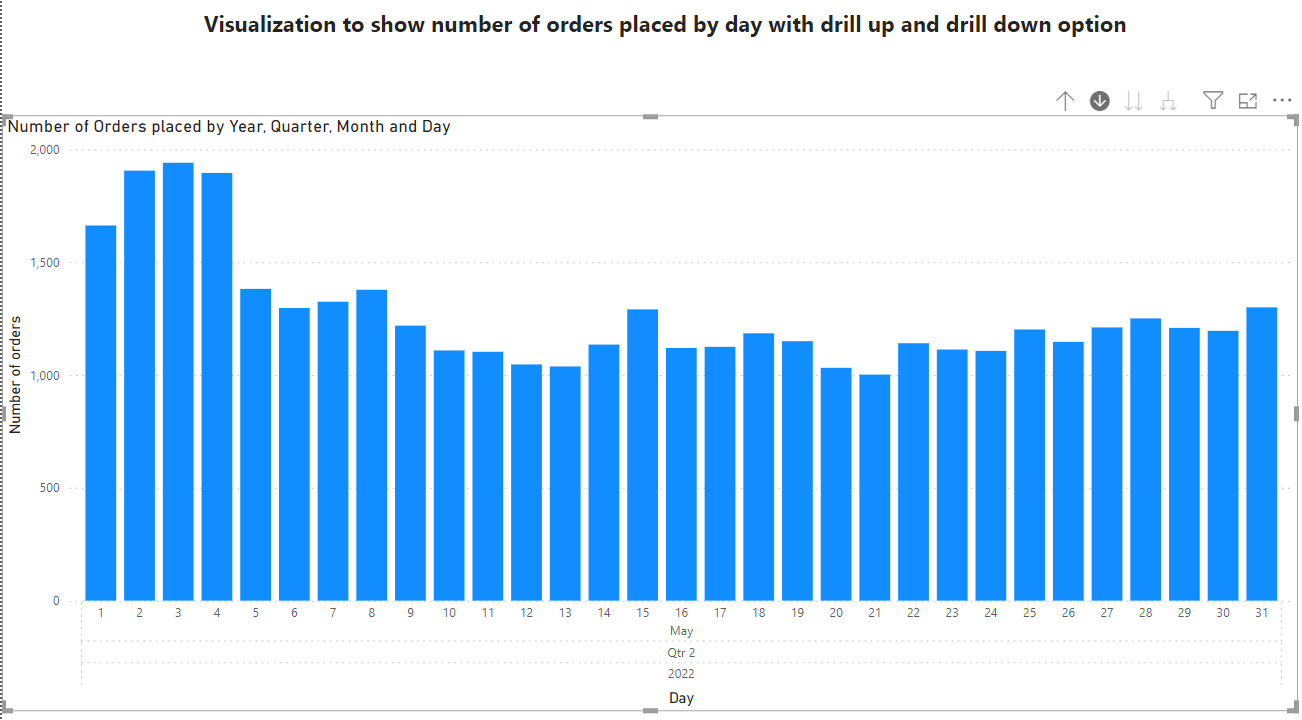 Visualization to show number of orders placed by day with drill up and drill down option
Number of Orders placed by Year, Quarter, Month and Day
2,000
1,500
1,000
500
0
Number of orders
1 2 3 4 5 6 7 8 9 10 11 12 13 14 15 16 17 18 19 20 21 22 23 24 25 26 27 28 29 30 31
May
Qtr 2
2022
Day